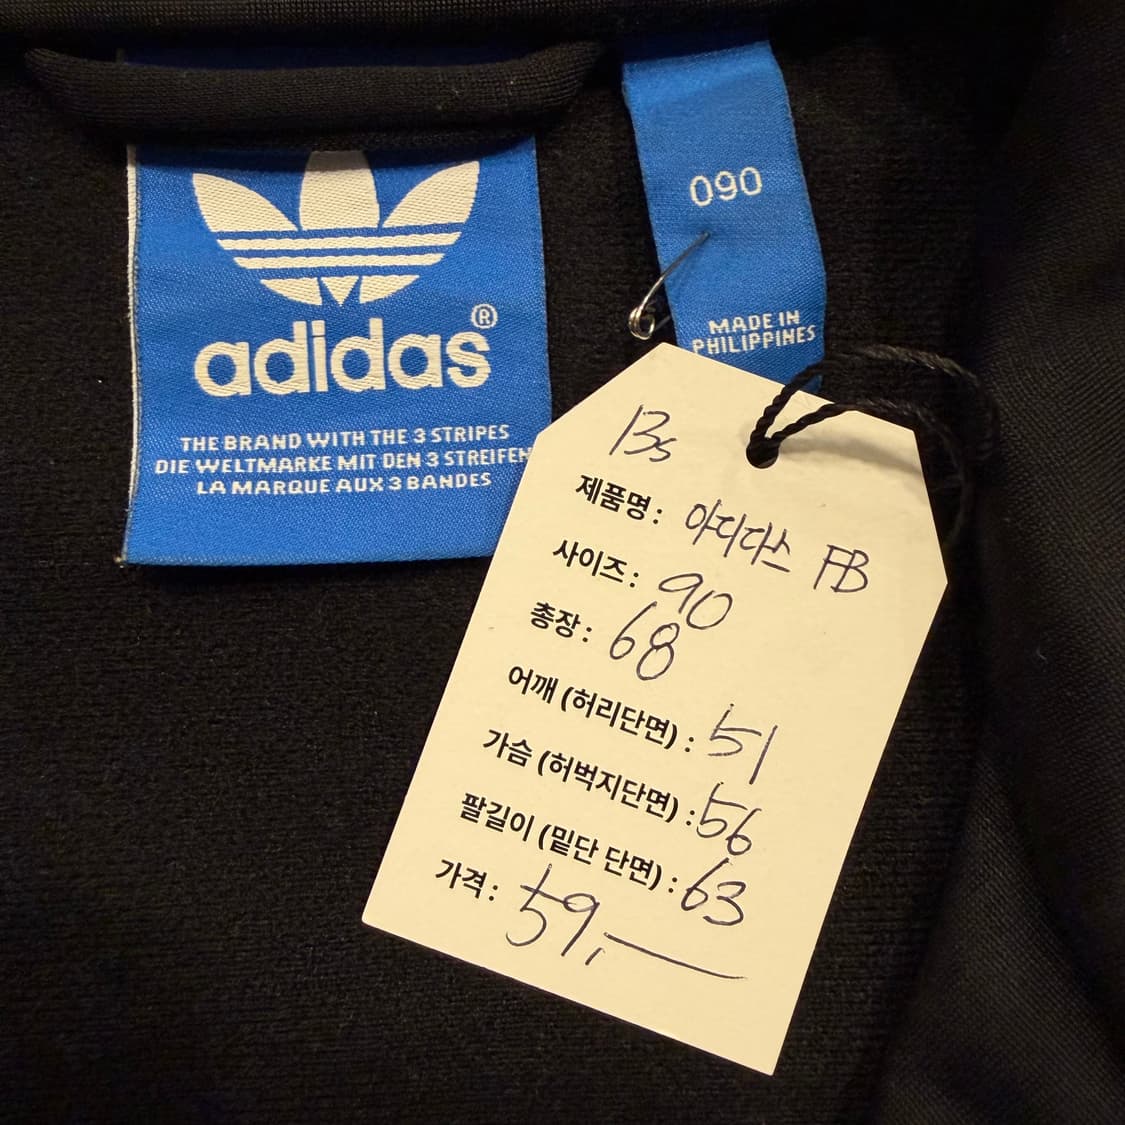 adidas®
THE BRAND WITH THE 3 STRIPES
DIE WELTMARKE MIT DEN 3 STREIFEN
LA MARQUE AUX 3 BANDES
090
MADE IN
PHILIPPINES
Bs
제품명: 아디다스 FB
사이즈: 90
총장: 68
어깨 (허리단면) : 51
가슴 (허벅지단면) : 56
팔길이 (밑단 단면) : 63
가격: 59,—